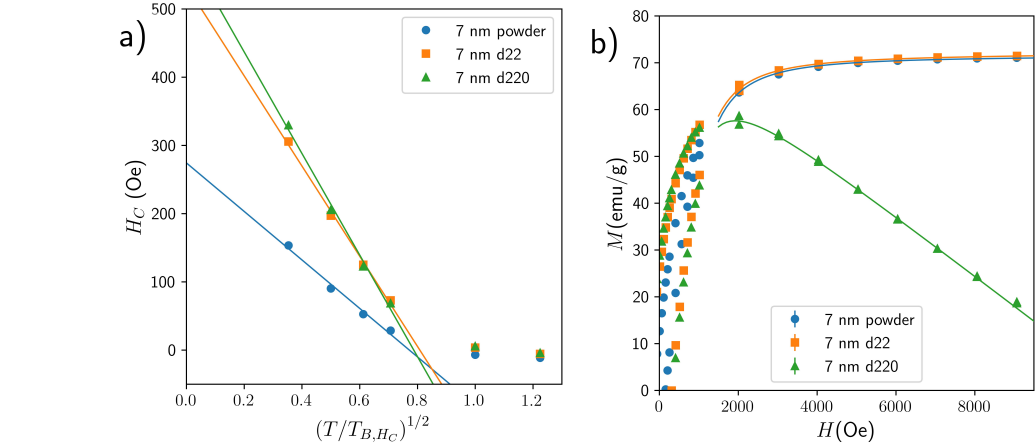 a)
500
400
300
200
100
0
H_C (Oe)
7 nm powder
7 nm d22
7 nm d220
0.0 0.2 0.4 0.6 0.8 1.0 1.2
(T/T_{B,H_C})^{1/2}
b)
80
70
60
50
40
30
20
10
0
M(emu/g)
7 nm powder
7 nm d22
7 nm d220
0 2000 4000 6000 8000
H(Oe)